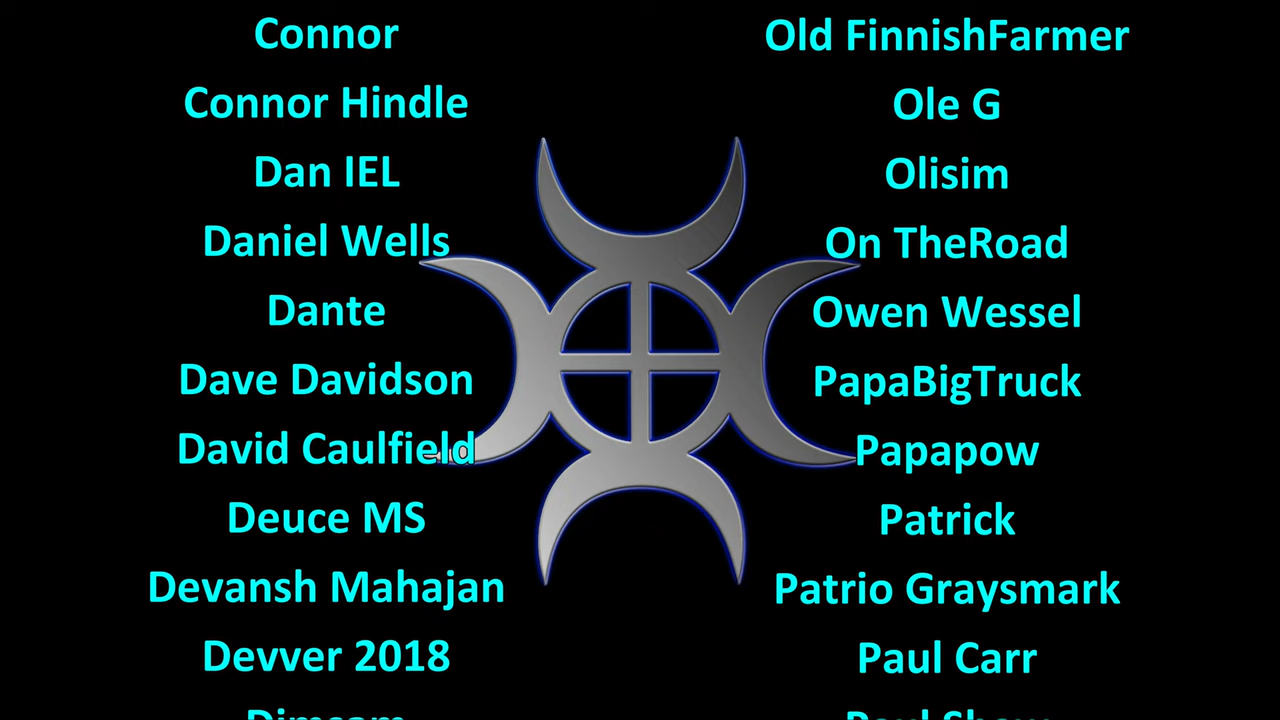 Connor
Connor Hindle
Dan IEL
Daniel Wells
Dante
Dave Davidson
David Caulfield
Deuce MS
Devansh Mahajan
Devver 2018
Old FinnishFarmer
Ole G
Olisim
On TheRoad
Owen Wessel
PapaBigTruck
Papapow
Patrick
Patrio Graysmark
Paul Carr